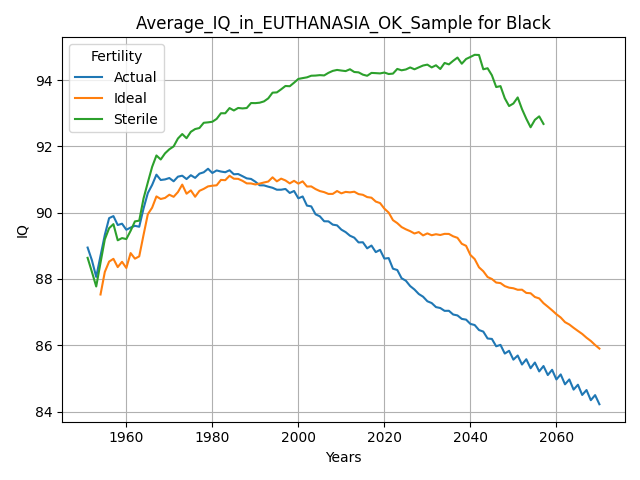 Average_IQ_in_EUTHANASIA_OK_Sample for Black
Fertility
Actual
Ideal
Sterile
IQ
94
92
90
88
86
84
1960 1980 2000 2020 2040 2060
Years